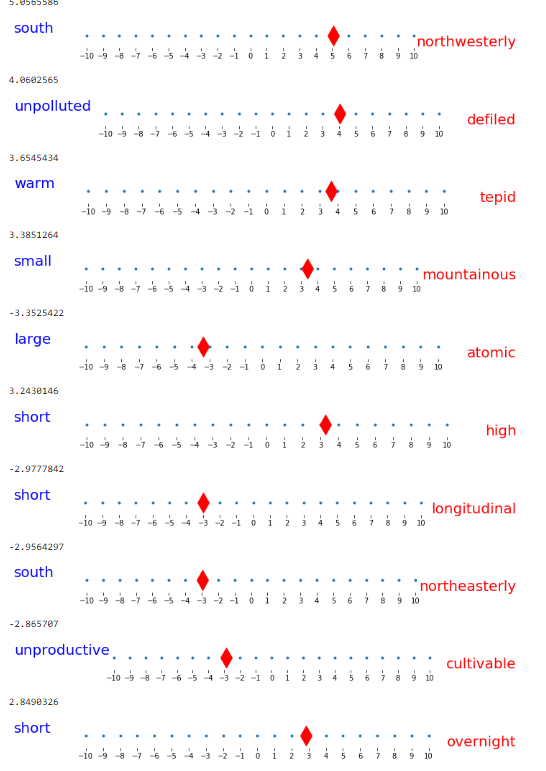 5.0565586
south
northwesterly
−10 −9 −8 −7 −6 −5 −4 −3 −2 −1 0 1 2 3 4 5 6 7 8 9 10
4.0602565
unpolluted
defiled
−10 −9 −8 −7 −6 −5 −4 −3 −2 −1 0 1 2 3 4 5 6 7 8 9 10
3.6545434
warm
tepid
−10 −9 −8 −7 −6 −5 −4 −3 −2 −1 0 1 2 3 4 5 6 7 8 9 10
3.3851264
small
mountainous
−10 −9 −8 −7 −6 −5 −4 −3 −2 −1 0 1 2 3 4 5 6 7 8 9 10
-3.3525422
large
atomic
−10 −9 −8 −7 −6 −5 −4 −3 −2 −1 0 1 2 3 4 5 6 7 8 9 10
3.2430146
short
high
−10 −9 −8 −7 −6 −5 −4 −3 −2 −1 0 1 2 3 4 5 6 7 8 9 10
-2.9777842
short
longitudinal
−10 −9 −8 −7 −6 −5 −4 −3 −2 −1 0 1 2 3 4 5 6 7 8 9 10
-2.9564297
south
northeasterly
−10 −9 −8 −7 −6 −5 −4 −3 −2 −1 0 1 2 3 4 5 6 7 8 9 10
-2.865707
unproductive
cultivable
−10 −9 −8 −7 −6 −5 −4 −3 −2 −1 0 1 2 3 4 5 6 7 8 9 10
2.8490326
short
overnight
−10 −9 −8 −7 −6 −5 −4 −3 −2 −1 0 1 2 3 4 5 6 7 8 9 10